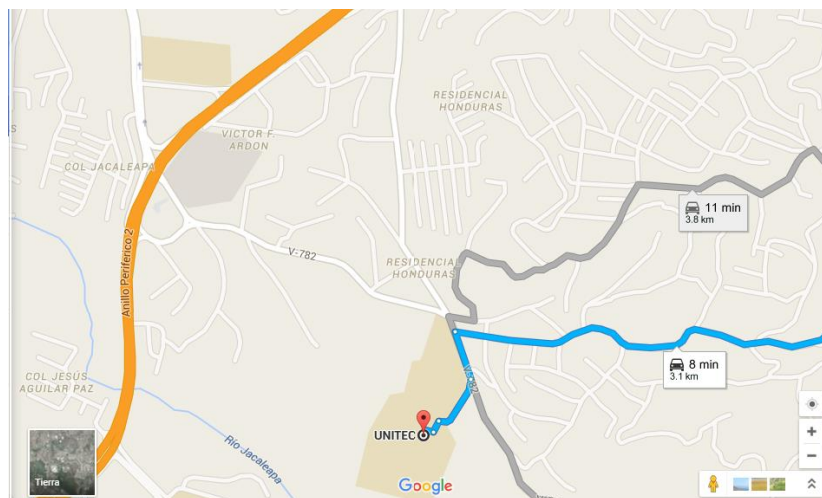 RESIDENCIAL
HONDURAS
VICTOR F.
ARDON
COL JACALEAPA
11 min
3.8 km
V-782
RESIDENCIAL
HONDURAS
Anillo Periférico 2
8 min
3.1 km
V-782
COL JESÚS
AGUILAR PAZ
UNITEC
Río Jacaleapa
Tierra
Google